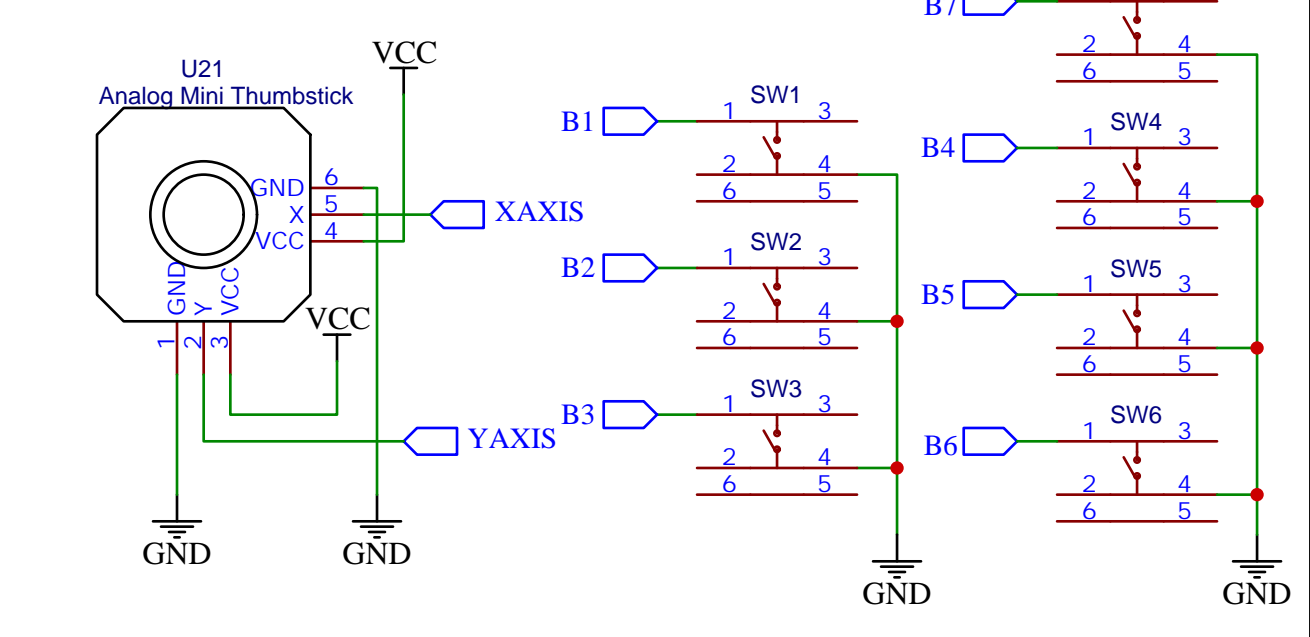 U21
Analog Mini Thumbstick
VCC
GND 6
X 5
VCC 4
XAXIS
GND
Y
VCC
1
2
3
VCC
YAXIS
GND
GND
B1
SW1
1 3
2 4
6 5
B2
SW2
1 3
2 4
6 5
B3
SW3
1 3
2 4
6 5
GND
B7
2 4
6 5
B4
SW4
1 3
2 4
6 5
B5
SW5
1 3
2 4
6 5
B6
SW6
1 3
2 4
6 5
GND